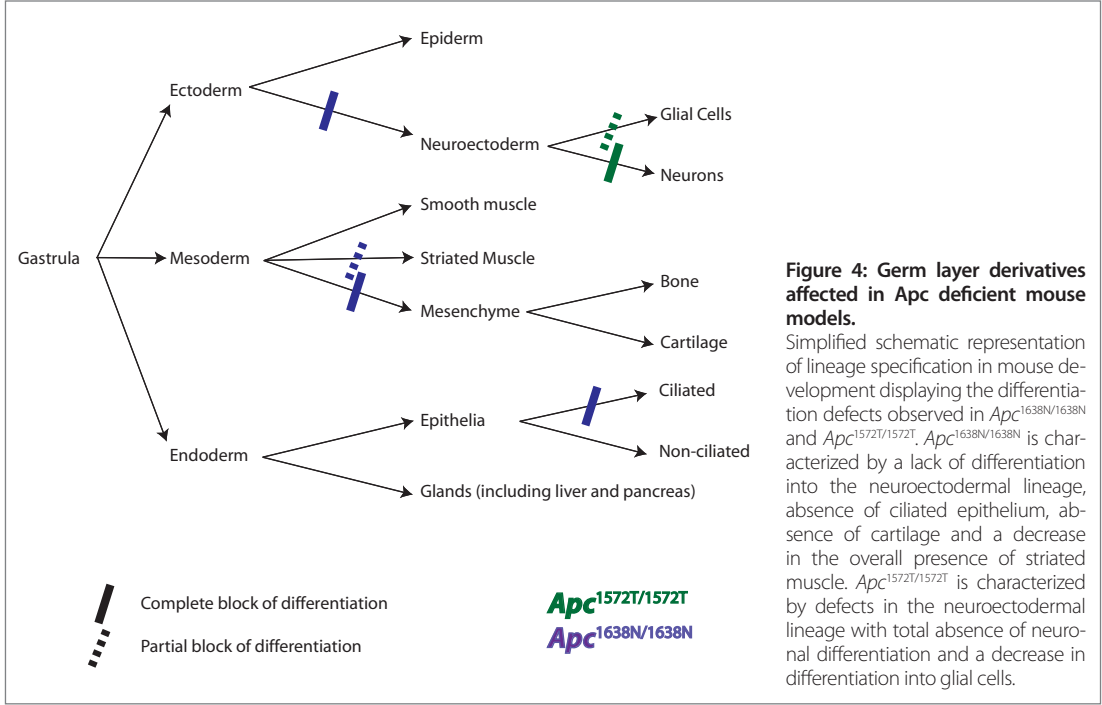 Epiderm
Ectoderm
Glial Cells
Neuroectoderm
Neurons
Smooth muscle
Gastrula
Mesoderm
Striated Muscle
Bone
Mesenchyme
Cartilage
Ciliated
Epithelia
Endoderm
Non-ciliated
Glands (including liver and pancreas)
Complete block of differentiation
Partial block of differentiation
Apc1572T/1572T
Apc1638N/1638N
Figure 4: Germ layer derivatives
affected in Apc deficient mouse
models.
Simplified schematic representation
of lineage specification in mouse de-
velopment displaying the differentia-
tion defects observed in Apc1638N/1638N
and Apc1572T/1572T. Apc1638N/1638N is char-
acterized by a lack of differentiation
into the neuroectodermal lineage,
absence of ciliated epithelium, ab-
sence of cartilage and a decrease
in the overall presence of striated
muscle. Apc1572T/1572T is characterized
by defects in the neuroectodermal
lineage with total absence of neuro-
nal differentiation and a decrease in
differentiation into glial cells.